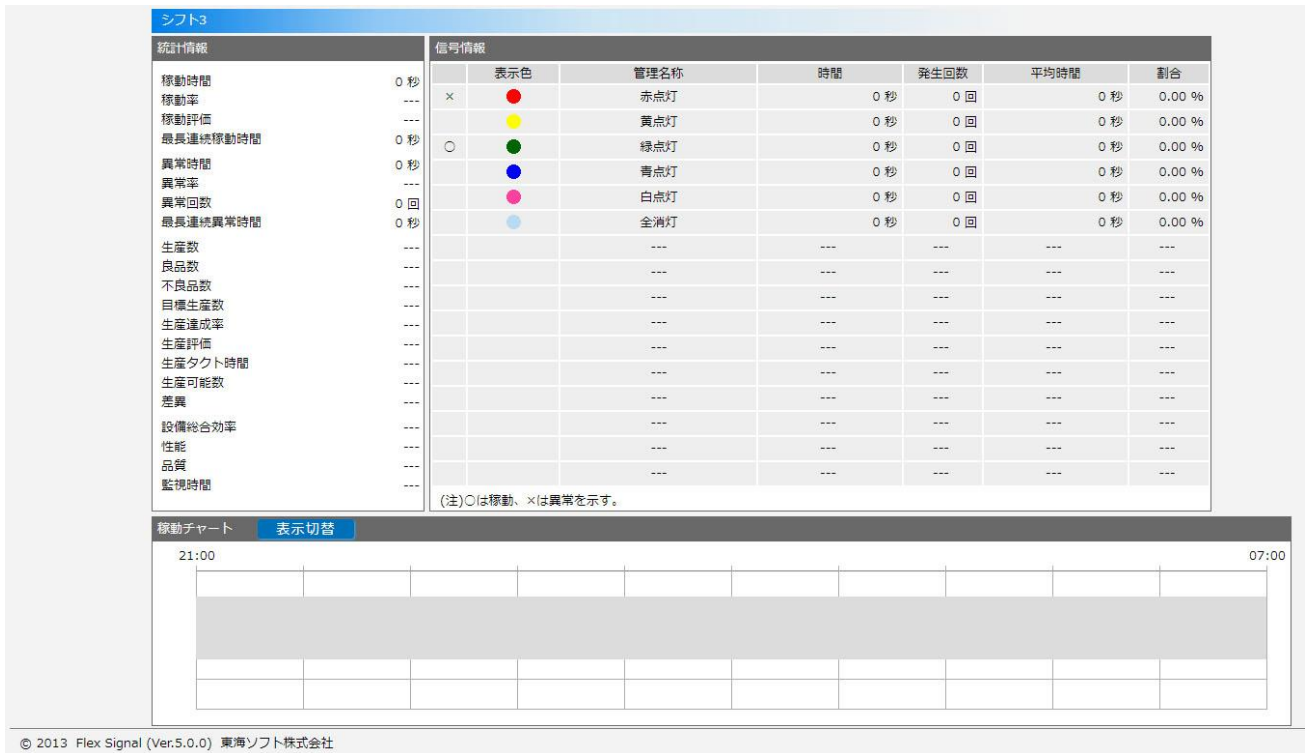 シフト3
統計情報
稼動時間 0 秒
稼動率 ---
稼動評価 ---
最長連続稼動時間 0 秒
異常時間 0 秒
異常率 ---
異常回数 0 回
最長連続異常時間 0 秒
生産数 ---
良品数 ---
不良品数 ---
目標生産数 ---
生産達成率 ---
生産評価 ---
生産タクト時間 ---
生産可能数 ---
差異 ---
設備総合効率 ---
性能 ---
品質 ---
監視時間 ---
信号情報
表示色 管理名称 時間 発生回数 平均時間 割合
× 赤点灯 0 秒 0 回 0 秒 0.00 %
黄点灯 0 秒 0 回 0 秒 0.00 %
○ 緑点灯 0 秒 0 回 0 秒 0.00 %
青点灯 0 秒 0 回 0 秒 0.00 %
白点灯 0 秒 0 回 0 秒 0.00 %
全消灯 0 秒 0 回 0 秒 0.00 %
--- --- --- --- ---
--- --- --- --- ---
--- --- --- --- ---
--- --- --- --- ---
--- --- --- --- ---
--- --- --- --- ---
--- --- --- --- ---
--- --- --- --- ---
--- --- --- --- ---
--- --- --- --- ---
(注)○は稼動、×は異常を示す。
稼動チャート 表示切替
21:00 07:00
© 2013 Flex Signal (Ver.5.0.0) 東海ソフト株式会社